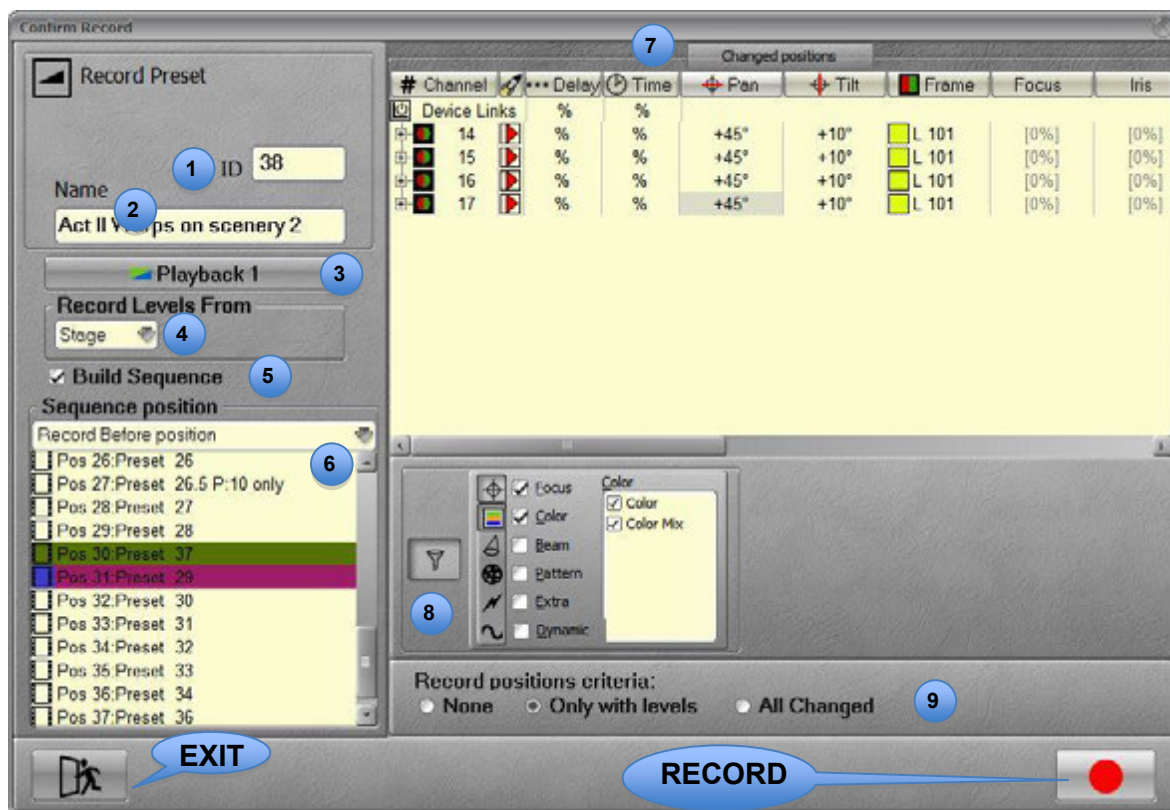 Confirm Record
Record Preset
1 ID 38
Name
2
Act II on scenery 2
Playback 1 3
Record Levels From
Stage 4
Build Sequence 5
Sequence position
Record Before position
6
Pos 26:Preset 26
Pos 27:Preset 26.5 P:10 only
Pos 28:Preset 27
Pos 29:Preset 28
Pos 30:Preset 37
Pos 31:Preset 29
Pos 32:Preset 30
Pos 33:Preset 31
Pos 34:Preset 32
Pos 35:Preset 33
Pos 36:Preset 34
Pos 37:Preset 36
EXIT
7 Changed positions
# Channel ••• Delay Time Pan Tilt Frame Focus Iris
Device Links % %
14 % % +45° +10° L 101 [0%] [0%]
15 % % +45° +10° L 101 [0%] [0%]
16 % % +45° +10° L 101 [0%] [0%]
17 % % +45° +10° L 101 [0%] [0%]
8
Focus
Color
Beam
Pattern
Extra
Dynamic
Color
Color
Color Mix
Record positions criteria:
None Only with levels All Changed 9
RECORD